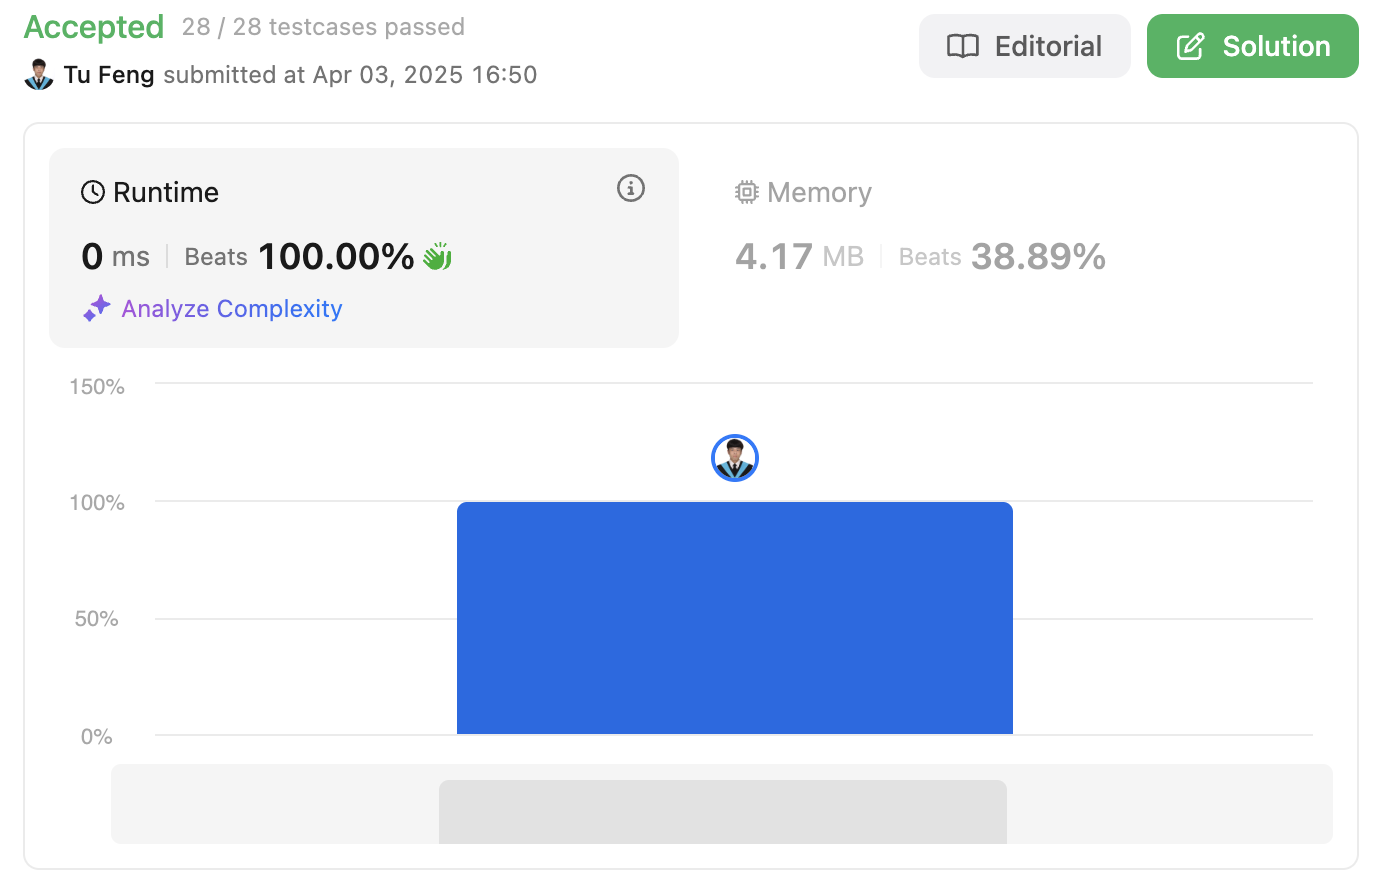 Accepted 28 / 28 testcases passed
Editorial
Solution
Tu Feng submitted at Apr 03, 2025 16:50
Runtime
0 ms Beats 100.00%
Analyze Complexity
Memory
4.17 MB Beats 38.89%
150%
100%
50%
0%